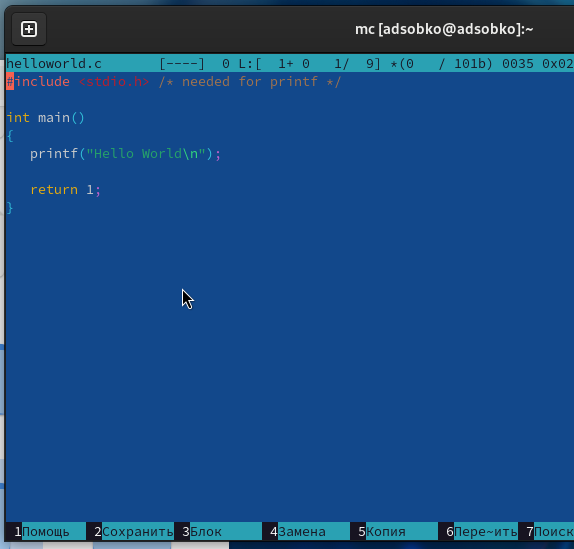 mc [adsobko@adsobko]:~
helloworld.c [----] 0 L:[ 1+ 0 1/ 9] *(0 / 101b) 0035 0x02
#include <stdio.h> /* needed for printf */
int main()
{
printf("Hello World\n");
return 1;
}
1Помощь 2Сохранить 3Блок 4Замена 5Копия 6Пере~ить 7Поиск